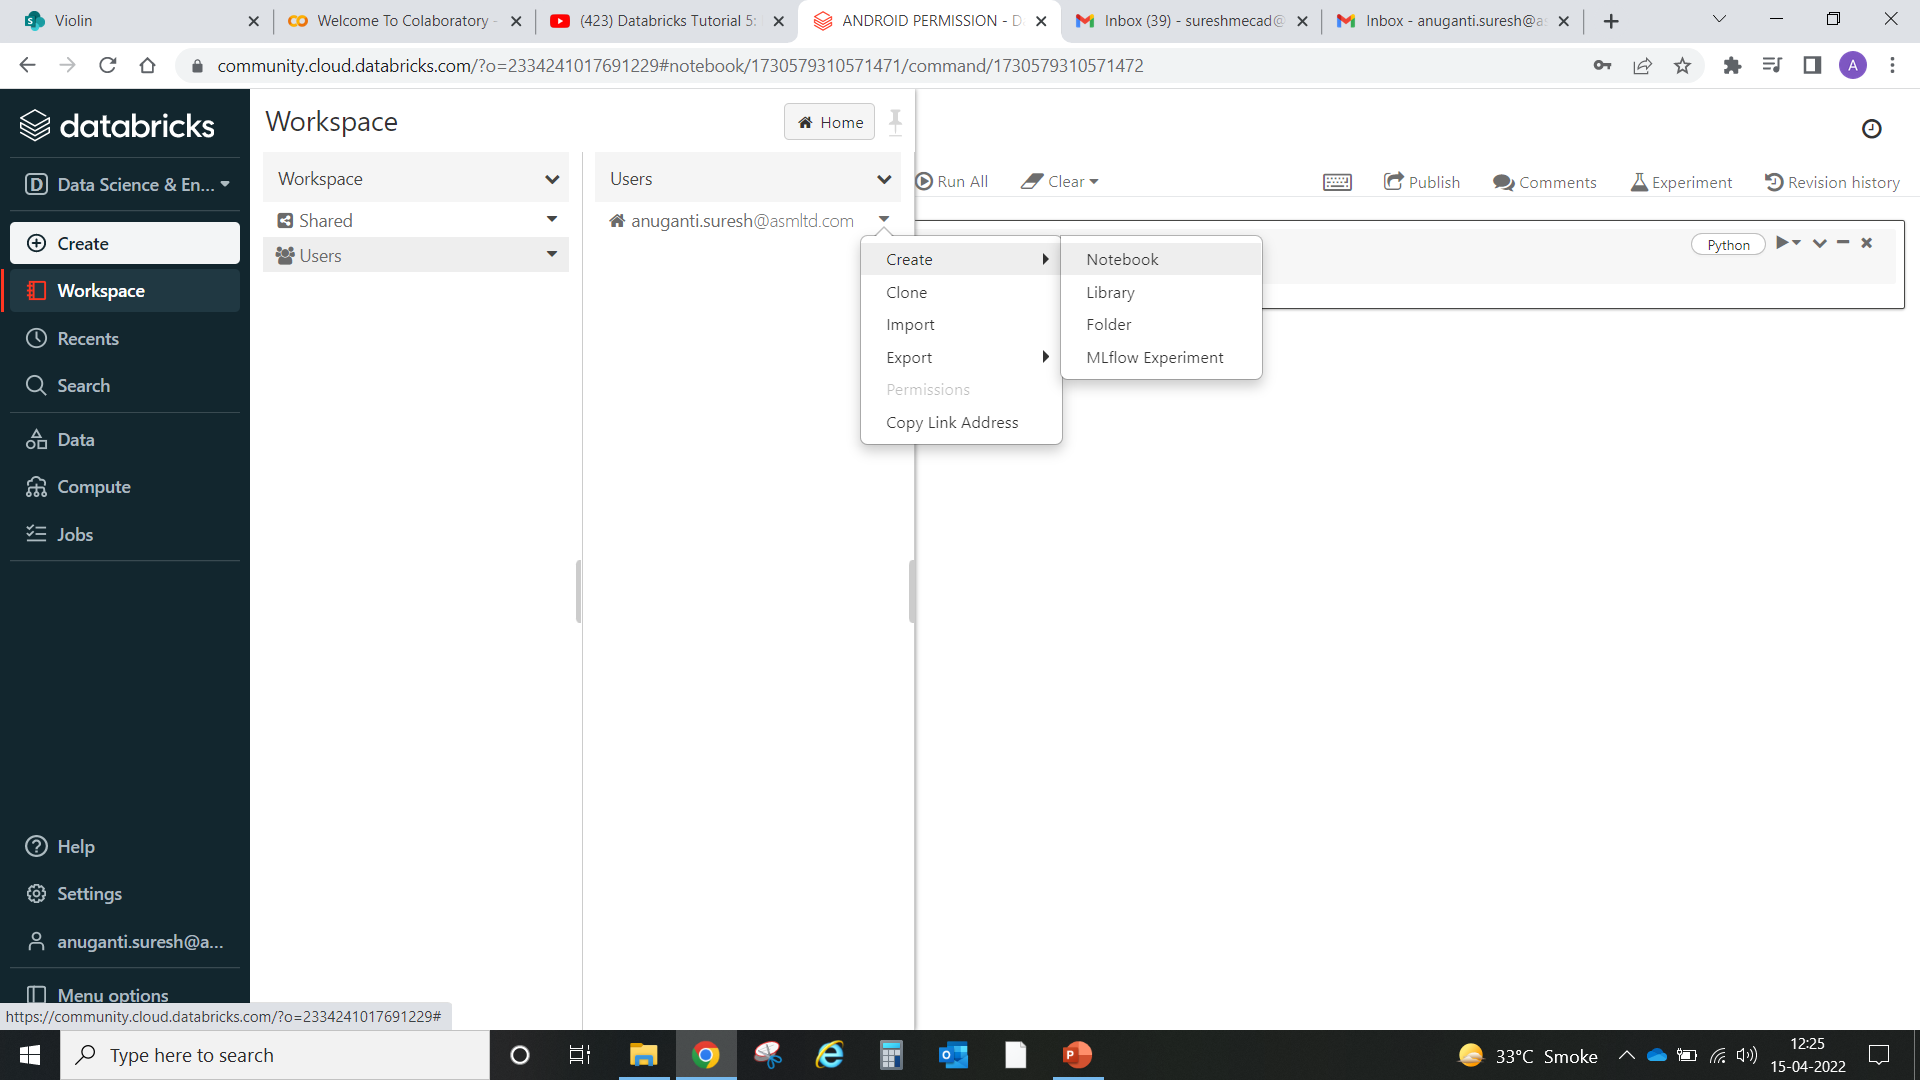 Violin
Welcome To Colaboratory -
(423) Databricks Tutorial 5:
ANDROID PERMISSION - D
Inbox (39) - sureshmecad@
Inbox - anuganti.suresh@as
community.cloud.databricks.com/?o=2334241017691229#notebook/1730579310571471/command/1730579310571472
A
databricks
D Data Science & En...
Create
Workspace
Recents
Search
Data
Compute
Jobs
Help
Settings
anuganti.suresh@a...
Menu options
Workspace
Home
Workspace
Shared
Users
Users
anuganti.suresh@asmltd.com
Create
Clone
Import
Export
Permissions
Copy Link Address
Notebook
Library
Folder
MLflow Experiment
Run All
Clear
Publish
Comments
Experiment
Revision history
Python
https://community.cloud.databricks.com/?o=2334241017691229#
Type here to search
33°C Smoke
12:25
15-04-2022